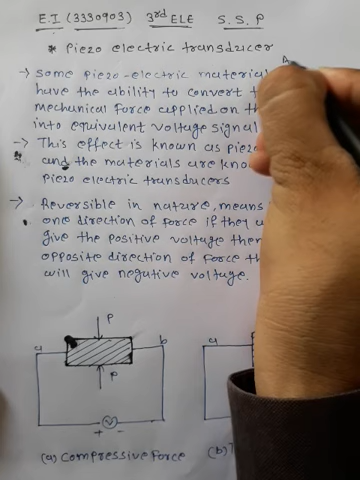 E.I (3330903) 3rd ELE S.S.P
* Piezo electric transducer
→ Some Piezo-electric material
have the ability to convert
mechanical force applied on
into equivalent voltage signal
→ This effect is known as Piezo
and the materials are
Piezo electric transducers
→ Reversible in nature, means
one direction of force if they
give the positive voltage then
opposite direction of force
will give negative voltage.
P
a b a
P
+ -
(a) Compressive force (b)